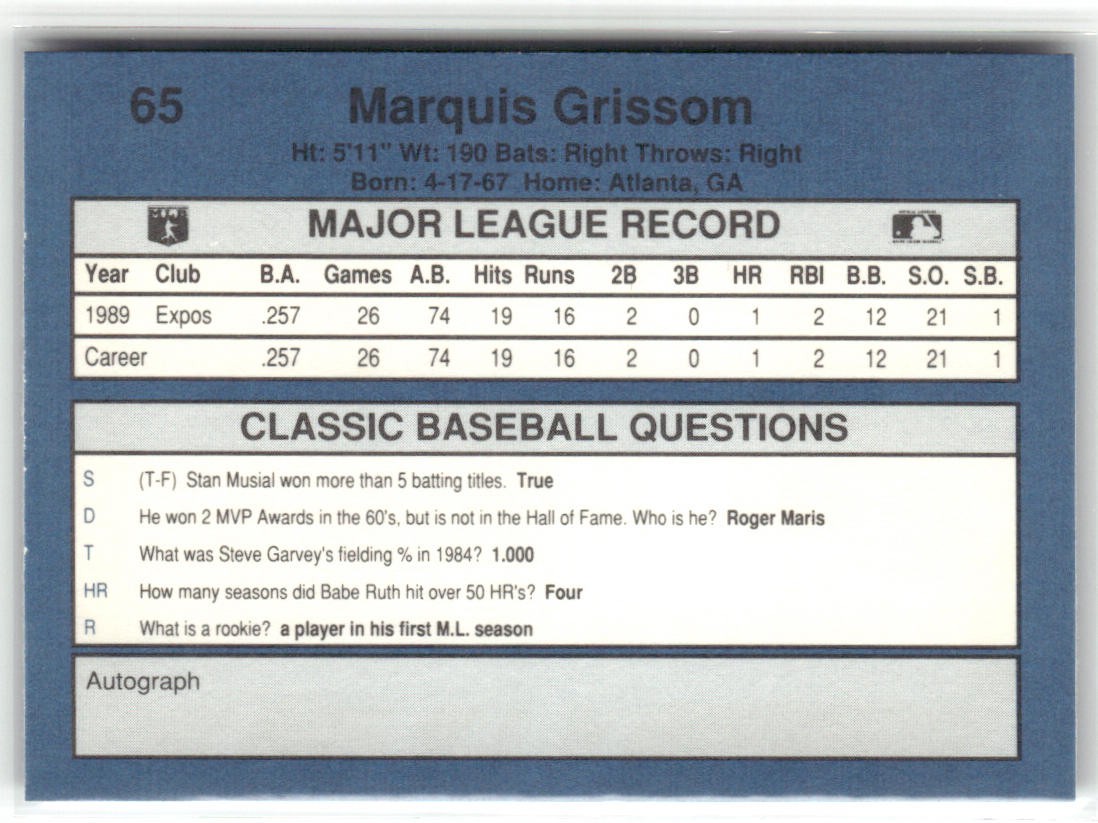 65 Marquis Grissom
Ht: 5'11" Wt: 190 Bats: Right Throws: Right
Born: 4-17-67 Home: Atlanta, GA
MAJOR LEAGUE RECORD
Year Club B.A. Games A.B. Hits Runs 2B 3B HR RBI B.B. S.O. S.B.
1989 Expos .257 26 74 19 16 2 0 1 2 12 21 1
Career .257 26 74 19 16 2 0 1 2 12 21 1
CLASSIC BASEBALL QUESTIONS
S (T-F) Stan Musial won more than 5 batting titles. True
D He won 2 MVP Awards in the 60's, but is not in the Hall of Fame. Who is he? Roger Maris
T What was Steve Garvey's fielding % in 1984? 1.000
HR How many seasons did Babe Ruth hit over 50 HR's? Four
R What is a rookie? a player in his first M.L. season
Autograph